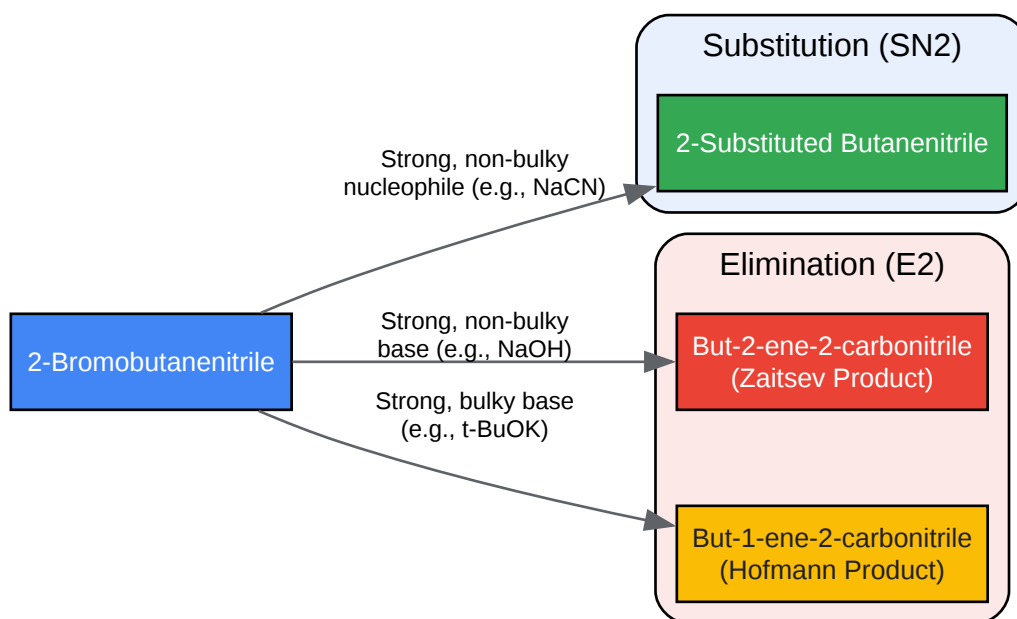 Substitution (SN2)
2-Substituted Butanenitrile
Strong, non-bulky
nucleophile (e.g., NaCN)
Elimination (E2)
2-Bromobutanenitrile
Strong, non-bulky
base (e.g., NaOH)
But-2-ene-2-carbonitrile
(Zaitsev Product)
Strong, bulky base
(e.g., t-BuOK)
But-1-ene-2-carbonitrile
(Hofmann Product)